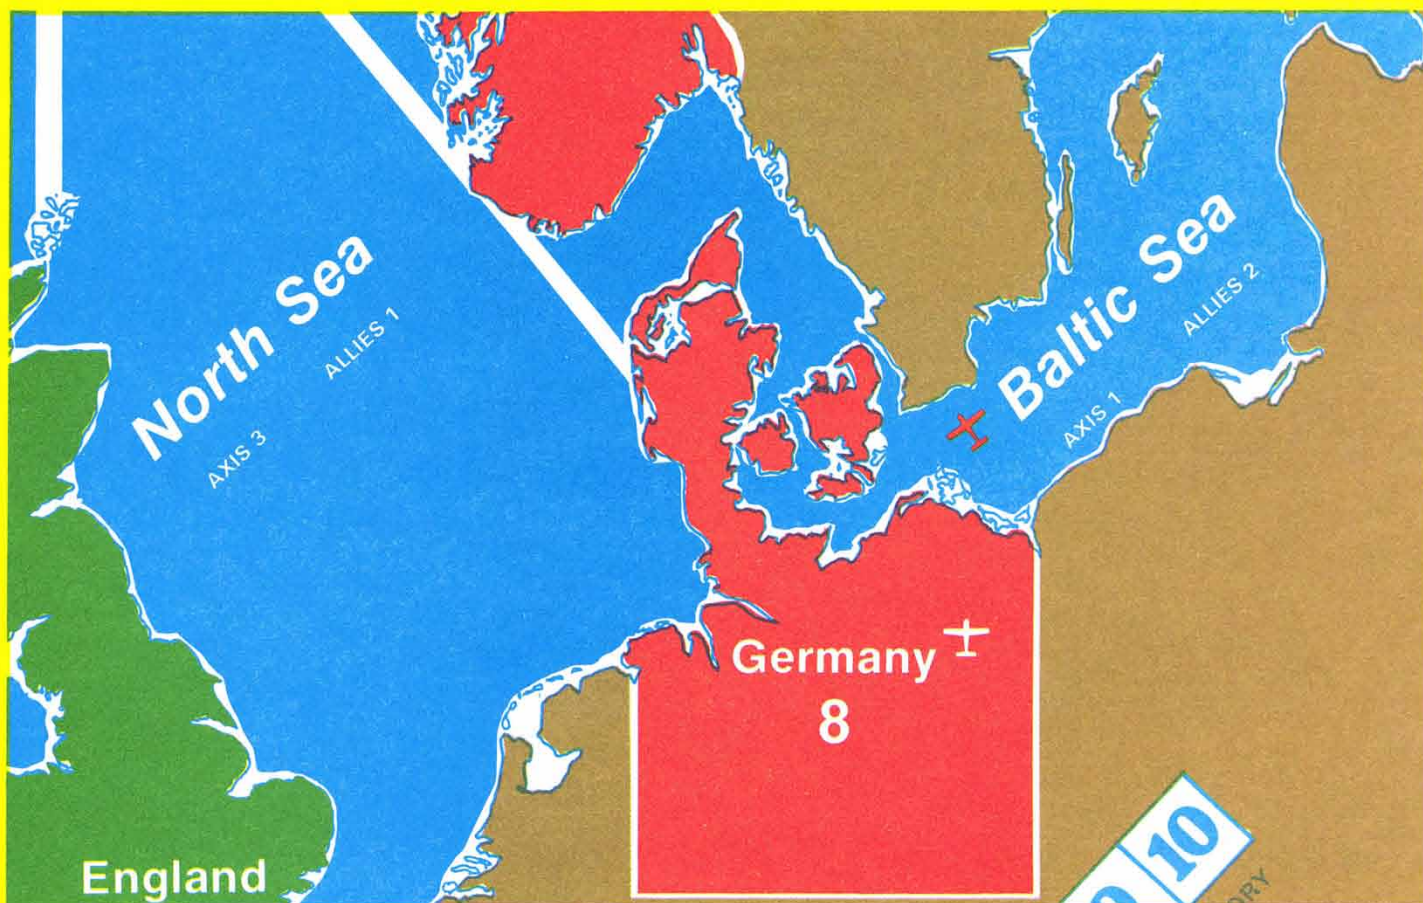 North Sea
ALLIES 1
AXIS 3
Baltic Sea
ALLIES 2
AXIS 1
Germany
8
England
10